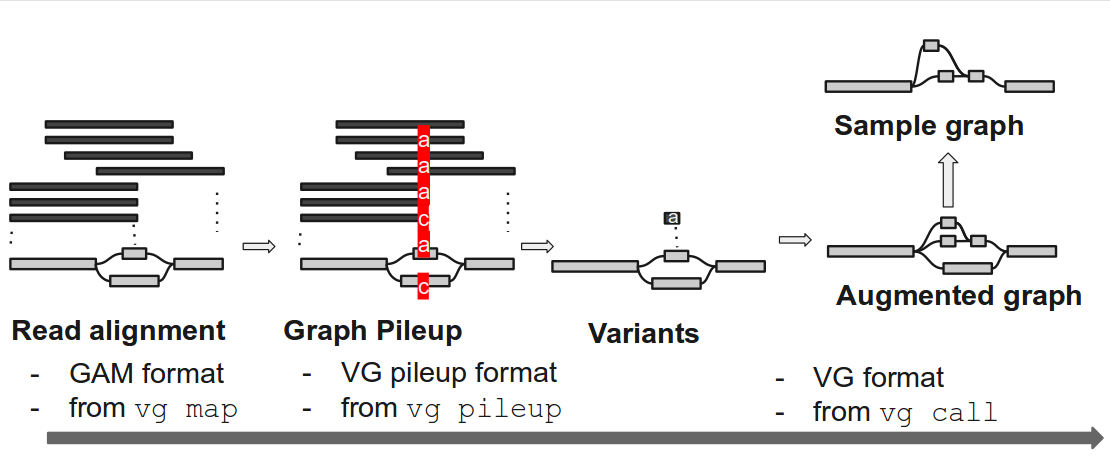 a
a
a
c
a
c
a
Sample graph
Augmented graph
Read alignment
- GAM format
- from vg map
Graph Pileup
- VG pileup format
- from vg pileup
Variants
- VG format
- from vg call